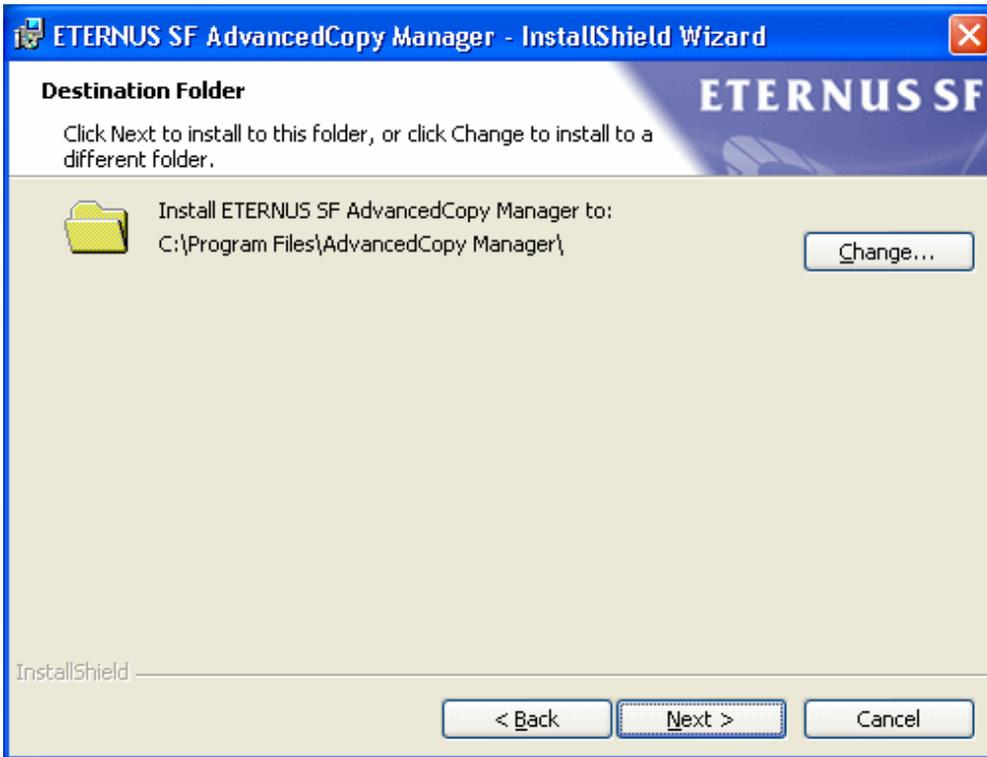 ETERNUS SF AdvancedCopy Manager - InstallShield Wizard
Destination Folder
ETERNUS SF
Click Next to install to this folder, or click Change to install to a
different folder.
Install ETERNUS SF AdvancedCopy Manager to:
C:\Program Files\AdvancedCopy Manager\
Change...
InstallShield
< Back
Next >
Cancel